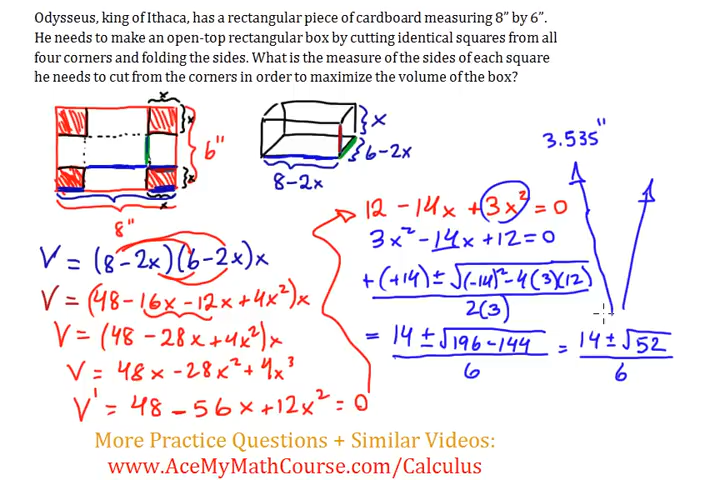 Odysseus, king of Ithaca, has a rectangular piece of cardboard measuring 8” by 6”.
He needs to make an open-top rectangular box by cutting identical squares from all
four corners and folding the sides. What is the measure of the sides of each square
he needs to cut from the corners in order to maximize the volume of the box?
x
x
6"
x
x
8"
x
6-2x
8-2x
3.535"
V = (8-2x)(6-2x)x
V = (48-16x-12x+4x²)x
V = (48-28x+4x²)x
V = 48x-28x²+4x³
V' = 48-56x+12x²=0
12-14x+3x²=0
3x²-14x+12=0
+(+14)±√(-14)²-4(3)(12)
2(3)
= 14±√196-144 = 14±√52
6 6
More Practice Questions + Similar Videos:
www.AceMyMathCourse.com/Calculus